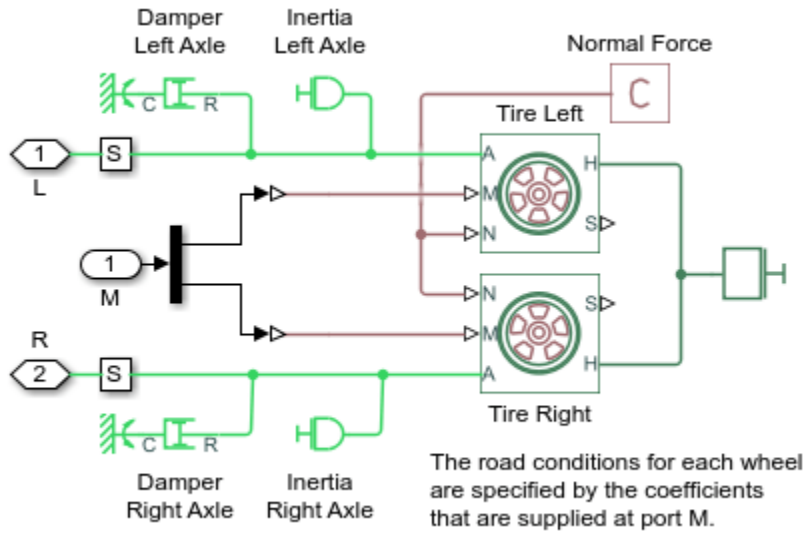 Damper
Left Axle
Inertia
Left Axle
Normal Force
C
C
R
Tire Left
1
S
L
A
H
M
S
N
1
M
N
S
M
R
H
2
S
A
Tire Right
C
R
Damper
Right Axle
Inertia
Right Axle
The road conditions for each wheel
are specified by the coefficients
that are supplied at port M.